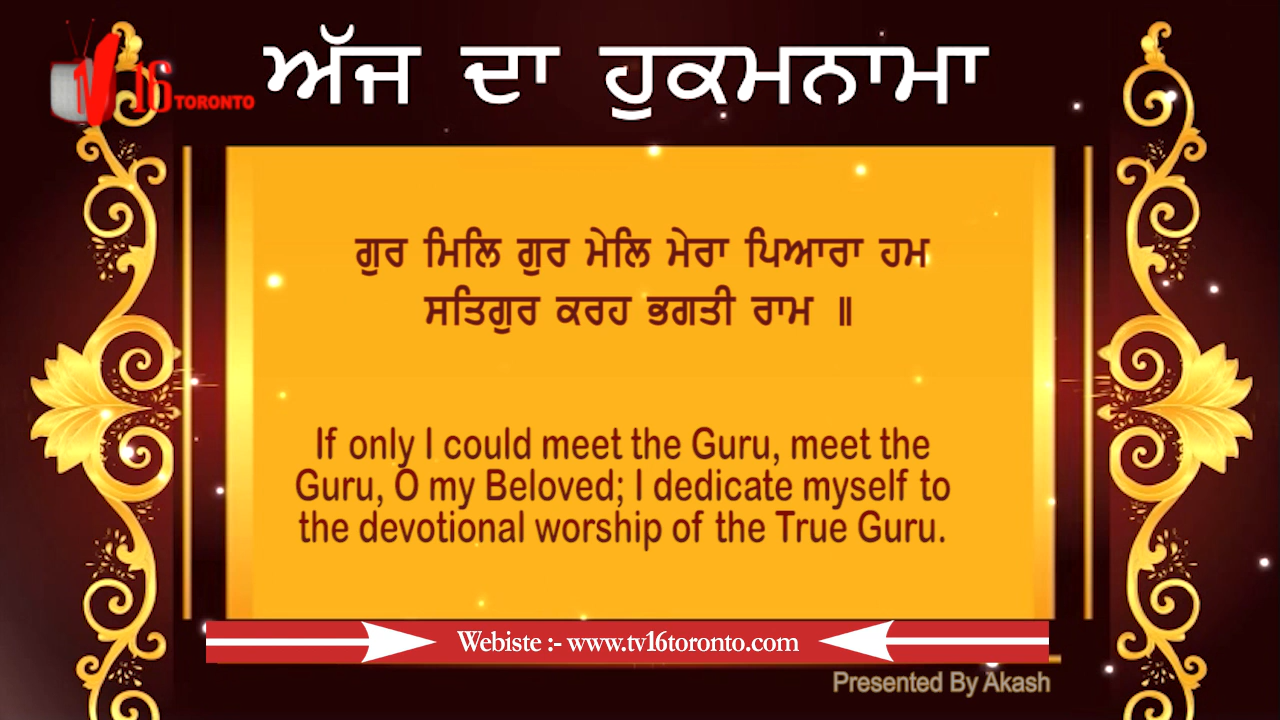 TV16 TORONTO
ਅੱਜ ਦਾ ਹੁਕਮਨਾਮਾ
ਗੁਰ ਮਿਲਿ ਗੁਰ ਮੇਲਿ ਮੇਰਾ ਪਿਆਰਾ ਹਮ
ਸਤਿਗੁਰ ਕਰਹ ਭਗਤੀ ਰਾਮ ॥
If only I could meet the Guru, meet the
Guru, O my Beloved; I dedicate myself to
the devotional worship of the True Guru.
Webiste :- www.tv16toronto.com
Presented By Akash